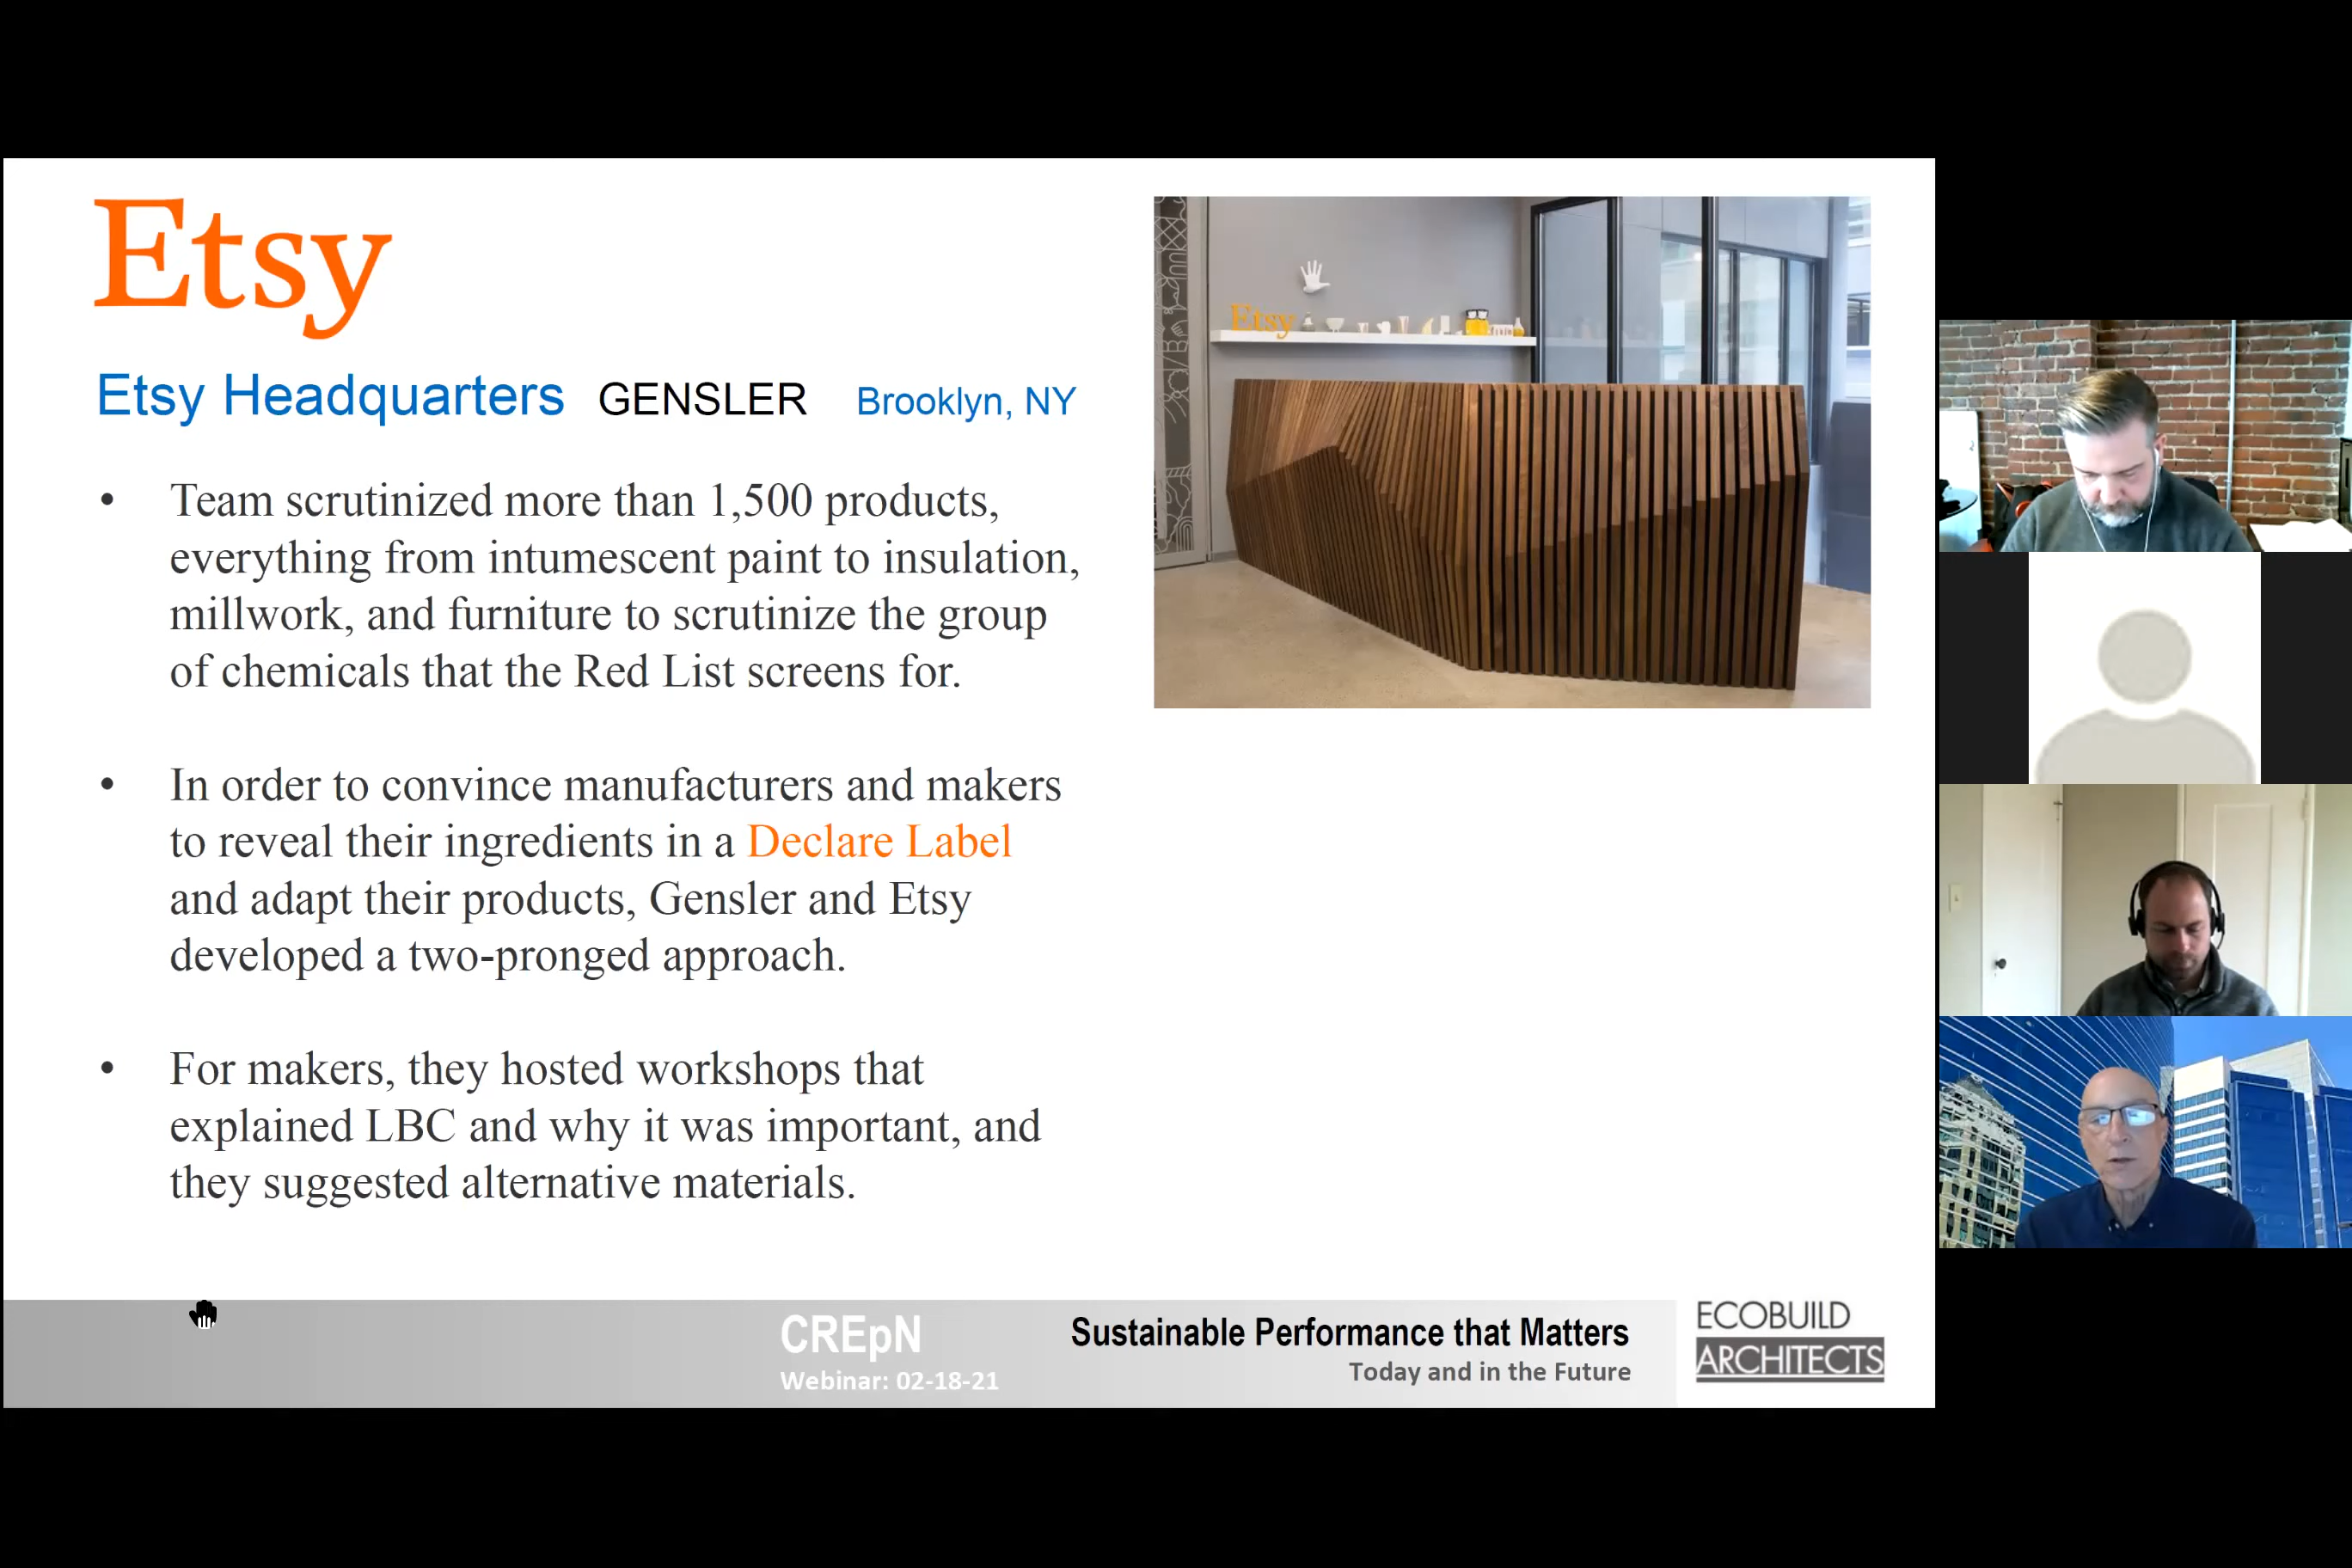 Etsy
Etsy Headquarters GENSLER Brooklyn, NY
• Team scrutinized more than 1,500 products,
everything from intumescent paint to insulation,
millwork, and furniture to scrutinize the group
of chemicals that the Red List screens for.
• In order to convince manufacturers and makers
to reveal their ingredients in a Declare Label
and adapt their products, Gensler and Etsy
developed a two-pronged approach.
• For makers, they hosted workshops that
explained LBC and why it was important, and
they suggested alternative materials.
Etsy
CREpN
Webinar: 02-18-21
Sustainable Performance that Matters
Today and in the Future
ECOBUILD
ARCHITECTS